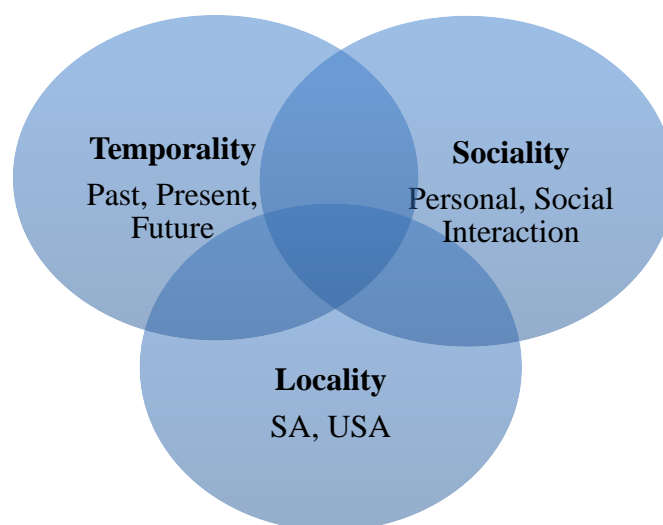 Temporality
Past, Present,
Future
Sociality
Personal, Social
Interaction
Locality
SA, USA